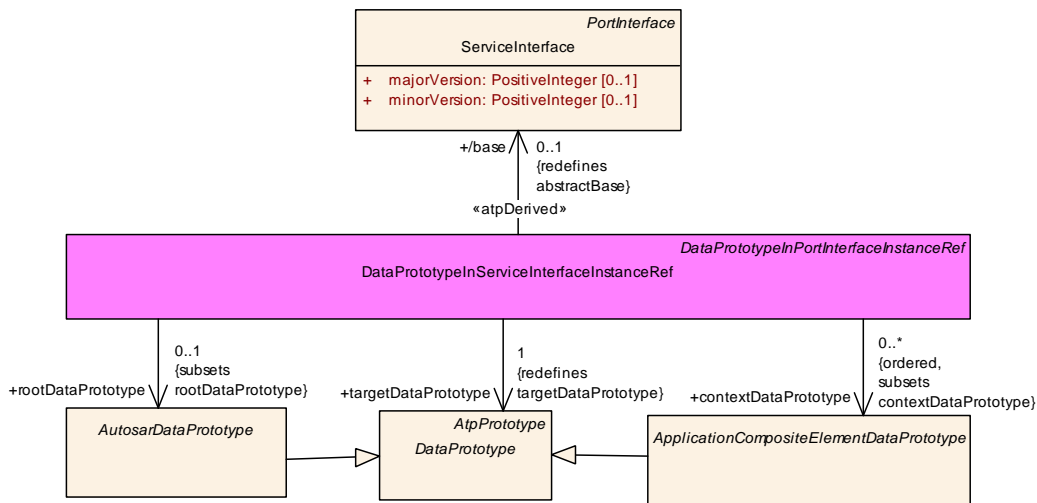 PortInterface
ServiceInterface
+ majorVersion: PositiveInteger [0..1]
+ minorVersion: PositiveInteger [0..1]
+/base
0..1
{redefines
abstractBase}
«atpDerived»
DataPrototypeInPortInterfaceInstanceRef
DataPrototypeInServiceInterfaceInstanceRef
0..1
{subsets
rootDataPrototype}
+rootDataPrototype
1
{redefines
targetDataPrototype}
+targetDataPrototype
0..*
{ordered,
subsets
contextDataPrototype}
+contextDataPrototype
AutosarDataPrototype
AtpPrototype
DataPrototype
ApplicationCompositeElementDataPrototype